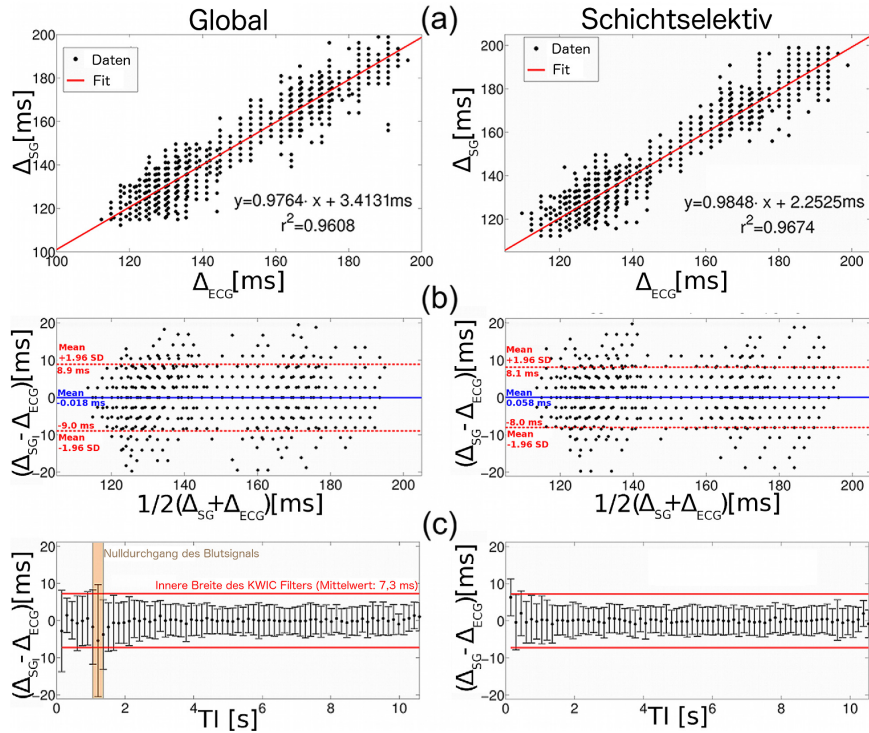 Global
(a)
Schichtselektiv
Daten
Fit
Δ_SG[ms]
200
180
160
140
120
100
y=0.9764· x + 3.4131ms
r²=0.9608
100 120 140 160 180 200
Δ_ECG[ms]
Daten
Fit
Δ_SG[ms]
200
180
160
140
120
y=0.9848· x + 2.2525ms
r²=0.9674
120 140 160 180 200
Δ_ECG[ms]
(b)
(Δ_SG - Δ_ECG)[ms]
20
10
0
-10
-20
Mean
+1.96 SD
8.9 ms
Mean
-0.018 ms
-9.0 ms
Mean
-1.96 SD
120 140 160 180 200
1/2(Δ_SG+Δ_ECG)[ms]
(Δ_SG - Δ_ECG)[ms]
20
10
0
-10
-20
Mean
+1.96 SD
8.1 ms
Mean
0.058 ms
-8.0 ms
Mean
-1.96 SD
120 140 160 180 200
1/2(Δ_SG+Δ_ECG)[ms]
(c)
(Δ_SG - Δ_ECG)[ms]
20
10
0
-10
-20
Nulldurchgang des Blutsignals
Innere Breite des KWIC Filters (Mittelwert: 7,3 ms)
0 2 4 6 8 10
TI [s]
(Δ_SG - Δ_ECG)[ms]
20
10
0
-10
-20
0 2 4 6 8 10
TI [s]